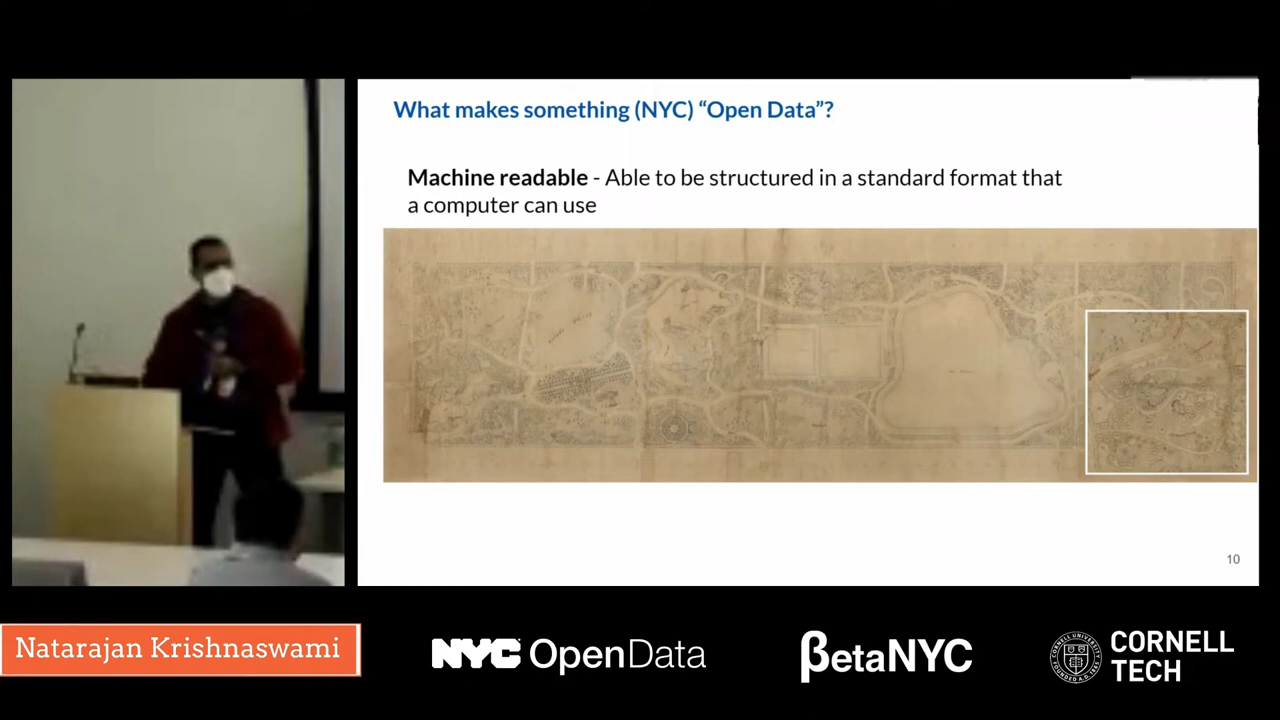 What makes something (NYC) “Open Data”?
Machine readable - Able to be structured in a standard format that
a computer can use
10
Natarajan Krishnaswami
NYC OpenData
βetaNYC
CORNELL
TECH